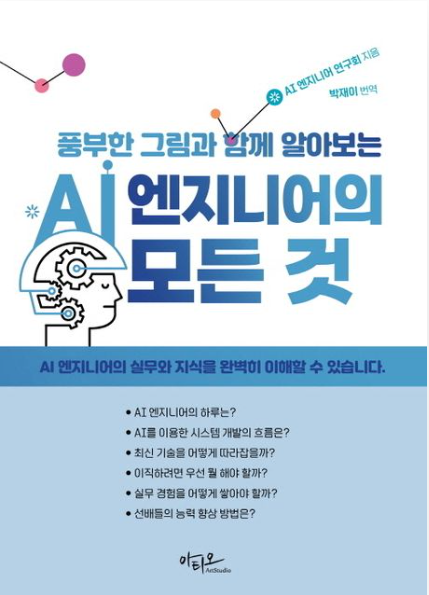 AI 엔지니어 연구회 지음
박재이 번역
풍부한 그림과 함께 알아보는
AI 엔지니어의
모든 것
AI 엔지니어의 실무와 지식을 완벽히 이해할 수 있습니다.
• AI 엔지니어의 하루는?
• AI를 이용한 시스템 개발의 흐름은?
• 최신 기술을 어떻게 따라잡을까?
• 이직하려면 우선 뭘 해야 할까?
• 실무 경험을 어떻게 쌓아야 할까?
• 선배들의 능력 향상 방법은?
아티오
ArtStudio